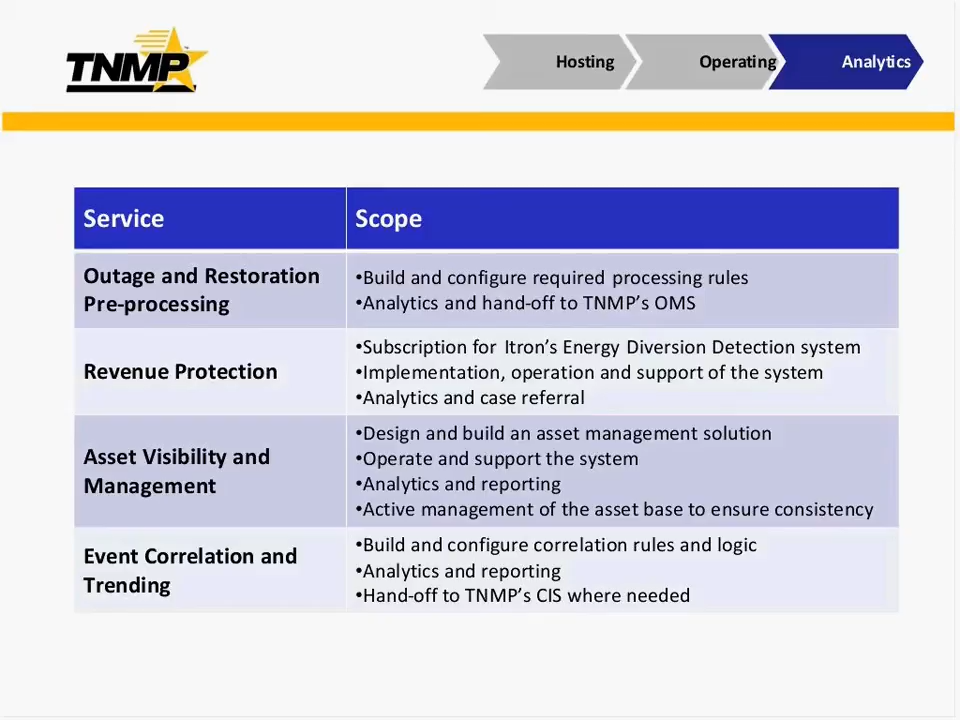 TNMP
Hosting
Operating
Analytics
Service
Scope
Outage and Restoration
Pre-processing
•Build and configure required processing rules
•Analytics and hand-off to TNMP’s OMS
Revenue Protection
•Subscription for Itron’s Energy Diversion Detection system
•Implementation, operation and support of the system
•Analytics and case referral
Asset Visibility and
Management
•Design and build an asset management solution
•Operate and support the system
•Analytics and reporting
•Active management of the asset base to ensure consistency
Event Correlation and
Trending
•Build and configure correlation rules and logic
•Analytics and reporting
•Hand-off to TNMP’s CIS where needed